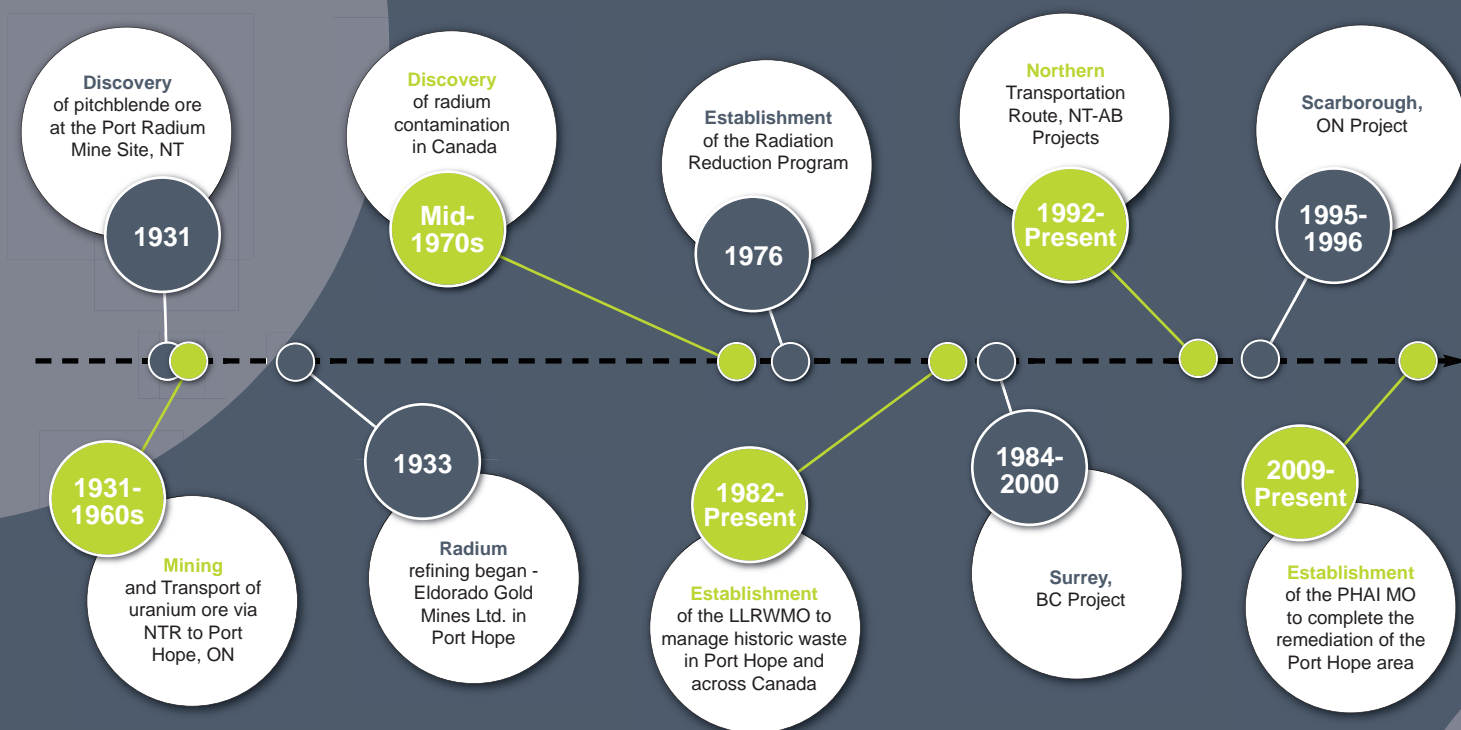 Discovery
of pitchblende ore
at the Port Radium
Mine Site, NT
1931
Discovery
of radium
contamination
in Canada
Mid-
1970s
Establishment
of the Radiation
Reduction Program
1976
Northern
Transportation
Route, NT-AB
Projects
1992-
Present
Scarborough,
ON Project
1995-
1996
1931-
1960s
Mining
and Transport of
uranium ore via
NTR to Port
Hope, ON
1933
Radium
refining began -
Eldorado Gold
Mines Ltd. in
Port Hope
1982-
Present
Establishment
of the LLRWMO to
manage historic waste
in Port Hope and
across Canada
1984-
2000
Surrey,
BC Project
2009-
Present
Establishment
of the PHAI MO
to complete the
remediation of the
Port Hope area